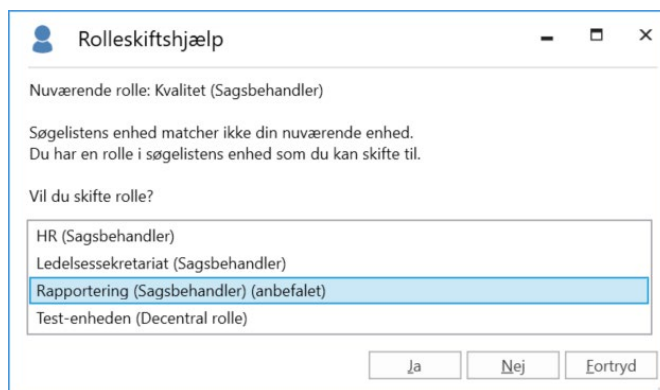 Rolleskiftshjælp
Nuværende rolle: Kvalitet (Sagsbehandler)
Søgelistens enhed matcher ikke din nuværende enhed.
Du har en rolle i søgelistens enhed som du kan skifte til.
Vil du skifte rolle?
HR (Sagsbehandler)
Ledelsessekretariat (Sagsbehandler)
Rapportering (Sagsbehandler) (anbefalet)
Test-enheden (Decentral rolle)
Ja Nej Fortryd